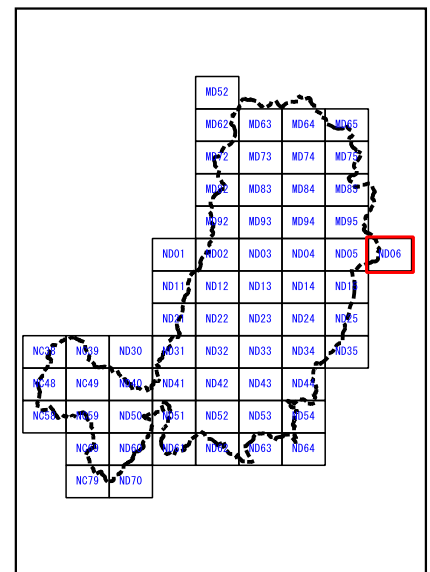 MD52
MD62 MD63 MD64 MD65
MD72 MD73 MD74 MD75
MD82 MD83 MD84 MD85
MD92 MD93 MD94 MD95
ND01 ND02 ND03 ND04 ND05 ND06
ND11 ND12 ND13 ND14 ND15
ND21 ND22 ND23 ND24 ND25
NC38 NC39 ND30 ND31 ND32 ND33 ND34 ND35
NC48 NC49 ND40 ND41 ND42 ND43 ND44
NC58 NC59 ND50 ND51 ND52 ND53 ND54
NC69 ND60 ND61 ND62 ND63 ND64
NC79 ND70